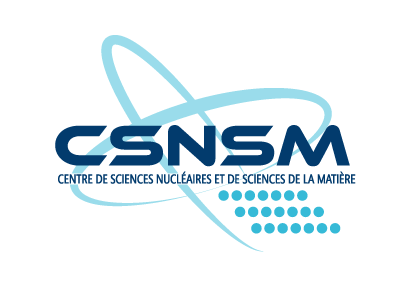 CSNSM
CENTRE DE SCIENCES NUCLÉAIRES ET DE SCIENCES DE LA MATIÈRE